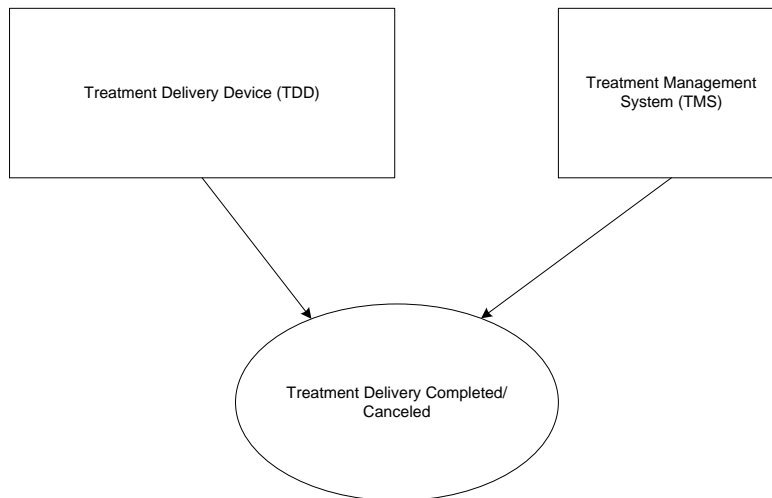 Treatment Delivery Device (TDD)
Treatment Management
System (TMS)
Treatment Delivery Completed/
Canceled